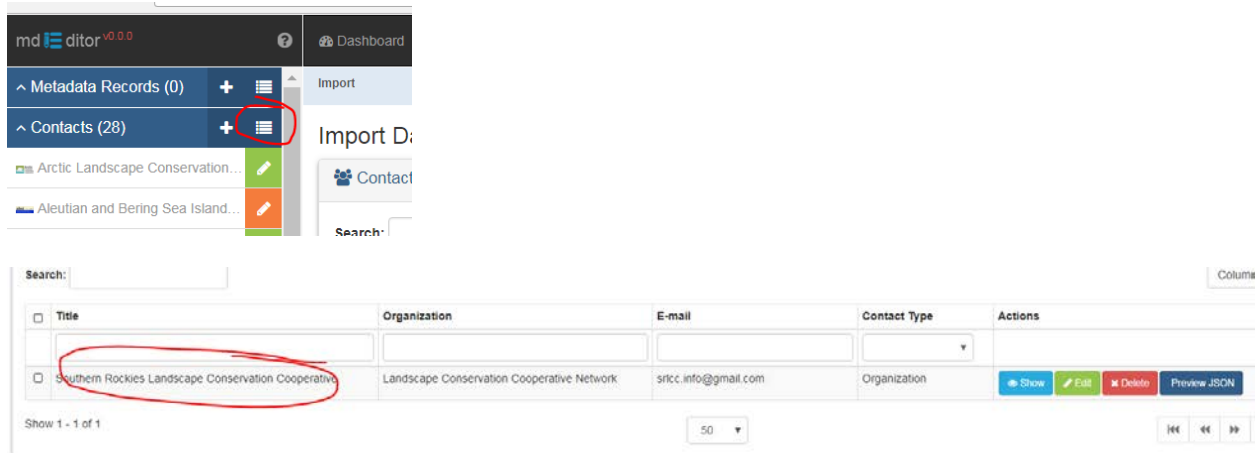 md ditor v0.0.0
Dashboard
Metadata Records (0)
Import
Contacts (28)
Import Da
Arctic Landscape Conservation...
Contact
Aleutian and Bering Sea Island...
Search:
Search:
Colum
Title Organization E-mail Contact Type Actions
Southern Rockies Landscape Conservation Cooperative Landscape Conservation Cooperative Network srlcc.info@gmail.com Organization Show Edit Delete Preview JSON
Show 1 - 1 of 1
50